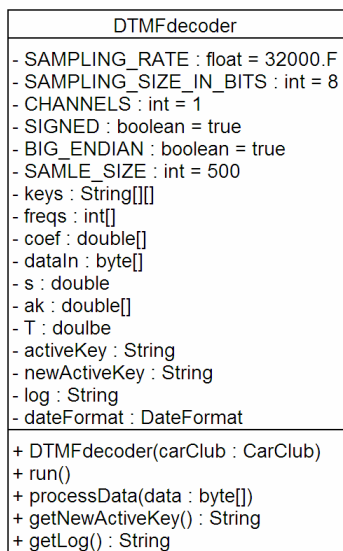 DTMFdecoder
- SAMPLING_RATE : float = 32000.F
- SAMPLING_SIZE_IN_BITS : int = 8
- CHANNELS : int = 1
- SIGNED : boolean = true
- BIG_ENDIAN : boolean = true
- SAMLE_SIZE : int = 500
- keys : String[][]
- freqs : int[]
- coef : double[]
- dataIn : byte[]
- s : double
- ak : double[]
- T : doulbe
- activeKey : String
- newActiveKey : String
- log : String
- dateFormat : DateFormat
+ DTMFdecoder(carClub : CarClub)
+ run()
+ processData(data : byte[])
+ getNewActiveKey() : String
+ getLog() : String